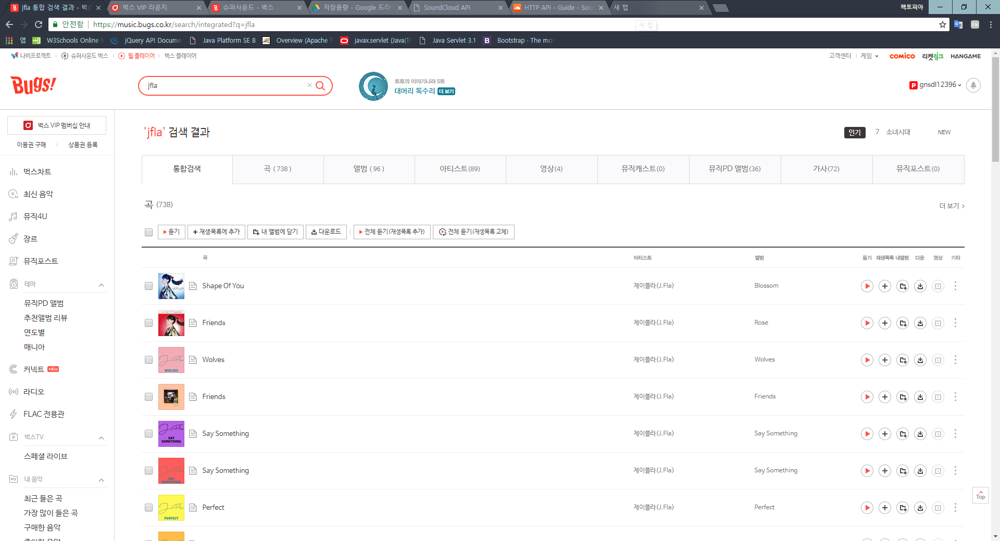 jfla 통합 검색 결과 - 벅스
벅스 VIP 라운지
슈퍼사운드 - 벅스
저장용량 - Google 드라이
SoundCloud API
HTTP API - Guide - Sou
새 탭
렉토피아
안전함 https://music.bugs.co.kr/search/integrated?q=jfla
새 탭
앱
W3Schools Online
jQuery API Docume
Java Platform SE 8
Overview (Apache
javax.servlet (Java(T
Java Servlet 3.1
Bootstrap · The mo
나비프로젝트
슈퍼사운드 벅스
웹 플레이어
벅스 플레이어
고객센터
게임
comico
티켓링크
HANGAME
Bugs!
jfla
토토의 이야기나라 5화
대머리 독수리 더 보기
P gnsdl12396
벅스 VIP 멤버십 안내
이용권 구매
상품권 등록
벅스차트
최신 음악
뮤직4U
장르
뮤직포스트
테마
뮤직PD 앨범
추천앨범 리뷰
연도별
매니아
커넥트 NEW
라디오
FLAC 전용관
벅스TV
스페셜 라이브
my 내 음악
최근 들은 곡
가장 많이 들은 곡
구매한 음악
'jfla' 검색 결과
인기 7 소녀시대 NEW
통합검색
곡 ( 738 )
앨범 ( 96 )
아티스트(89)
영상(4)
뮤직캐스트(0)
뮤직PD 앨범(36)
가사(72)
뮤직포스트(0)
곡 (738)
더 보기
듣기
재생목록에 추가
내 앨범에 담기
다운로드
전체 듣기(재생목록 추가)
전체 듣기(재생목록 교체)
곡 아티스트 앨범 듣기 재생목록 내앨범 다운 영상 기타
Shape Of You 제이플라(J.Fla) Blossom
Friends 제이플라(J.Fla) Rose
Wolves 제이플라(J.Fla) Wolves
WOLVES
Friends 제이플라(J.Fla) Friends
Say Something 제이플라(J.Fla) Say Something
SAY
SOMETHING
Say Something 제이플라(J.Fla) Say Something
SAY
SOMETHING
Perfect 제이플라(J.Fla) Perfect
PERFECT
Top